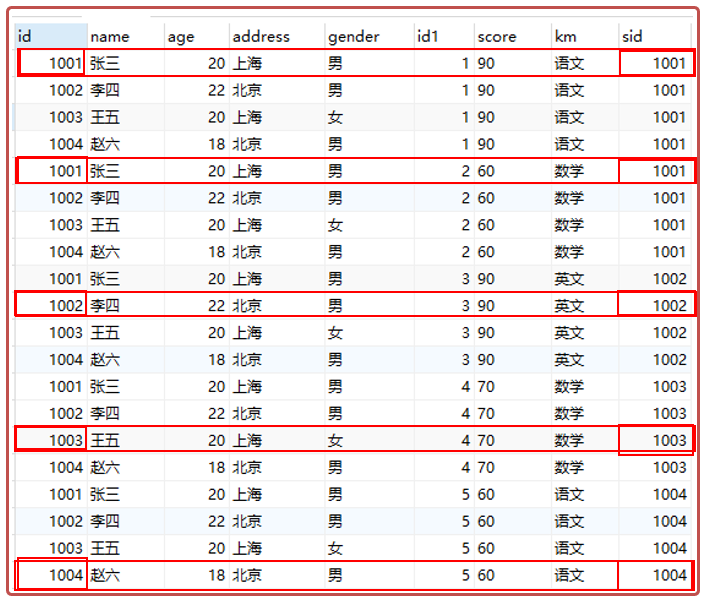 id name age address gender id1 score km sid
1001 张三 20 上海 男 1 90 语文 1001
1002 李四 22 北京 男 1 90 语文 1001
1003 王五 20 上海 女 1 90 语文 1001
1004 赵六 18 北京 男 1 90 语文 1001
1001 张三 20 上海 男 2 60 数学 1001
1002 李四 22 北京 男 2 60 数学 1001
1003 王五 20 上海 女 2 60 数学 1001
1004 赵六 18 北京 男 2 60 数学 1001
1001 张三 20 上海 男 3 90 英文 1002
1002 李四 22 北京 男 3 90 英文 1002
1003 王五 20 上海 女 3 90 英文 1002
1004 赵六 18 北京 男 3 90 英文 1002
1001 张三 20 上海 男 4 70 数学 1003
1002 李四 22 北京 男 4 70 数学 1003
1003 王五 20 上海 女 4 70 数学 1003
1004 赵六 18 北京 男 4 70 数学 1003
1001 张三 20 上海 男 5 60 语文 1004
1002 李四 22 北京 男 5 60 语文 1004
1003 王五 20 上海 女 5 60 语文 1004
1004 赵六 18 北京 男 5 60 语文 1004